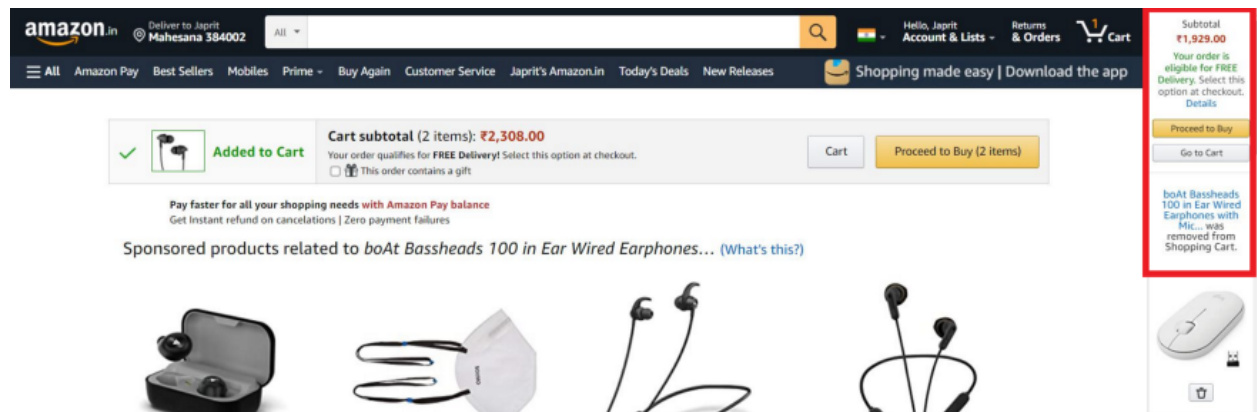 amazon.in
Deliver to Japrit
Mahesana 384002
All
Hello, Japrit
Account & Lists
Returns
& Orders
1
Cart
All Amazon Pay Best Sellers Mobiles Prime Buy Again Customer Service Japrit's Amazon.in Today's Deals New Releases
Shopping made easy | Download the app
Added to Cart
Cart subtotal (2 items): ₹2,308.00
Your order qualifies for FREE Delivery! Select this option at checkout.
This order contains a gift
Cart
Proceed to Buy (2 items)
Pay faster for all your shopping needs with Amazon Pay balance
Get Instant refund on cancelations | Zero payment failures
Sponsored products related to boAt Bassheads 100 in Ear Wired Earphones... (What's this?)
Subtotal
₹1,929.00
Your order is
eligible for FREE
Delivery. Select this
option at checkout.
Details
Proceed to Buy
Go to Cart
boAt Bassheads
100 in Ear Wired
Earphones with
Mic... was
removed from
Shopping Cart.